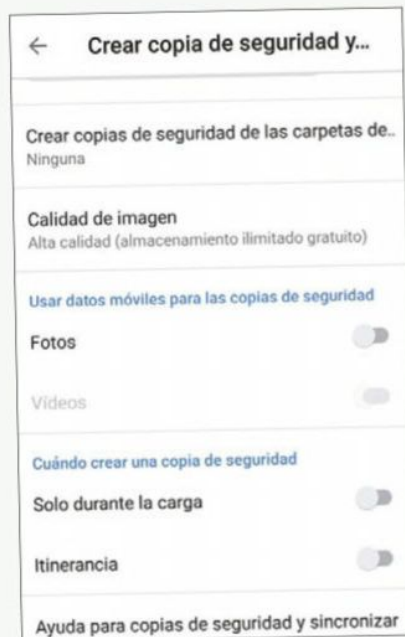 Crear copia de seguridad y...
Crear copias de seguridad de las carpetas de..
Ninguna
Calidad de imagen
Alta calidad (almacenamiento ilimitado gratuito)
Usar datos móviles para las copias de seguridad
Fotos
Vídeos
Cuándo crear una copia de seguridad
Solo durante la carga
Itinerancia
Ayuda para copias de seguridad y sincronizar